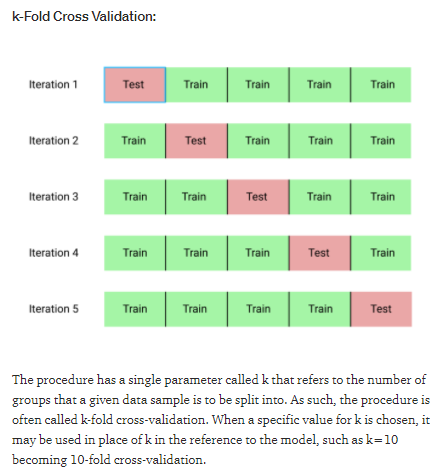 k-Fold Cross Validation:
Iteration 1 Test Train Train Train Train
Iteration 2 Train Test Train Train Train
Iteration 3 Train Train Test Train Train
Iteration 4 Train Train Train Test Train
Iteration 5 Train Train Train Train Test
The procedure has a single parameter called k that refers to the number of
groups that a given data sample is to be split into. As such, the procedure is
often called k-fold cross-validation. When a specific value for k is chosen, it
may be used in place of k in the reference to the model, such as k=10
becoming 10-fold cross-validation.